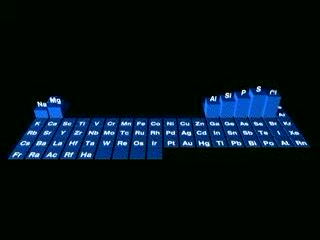 Na Mg Al Si P S Cl Ar
K Ca Sc Ti V Cr Mn Fe Co Ni Cu Zn Ga Ge As Se Br Kr
Rb Sr Y Zr Nb Mo Tc Ru Rh Pd Ag Cd In Sn Sb Te I Xe
Cs Ba La Hf Ta W Re Os Ir Pt Au Hg Tl Pb Bi Po At Rn
Fr Ra Ac Rf Ha